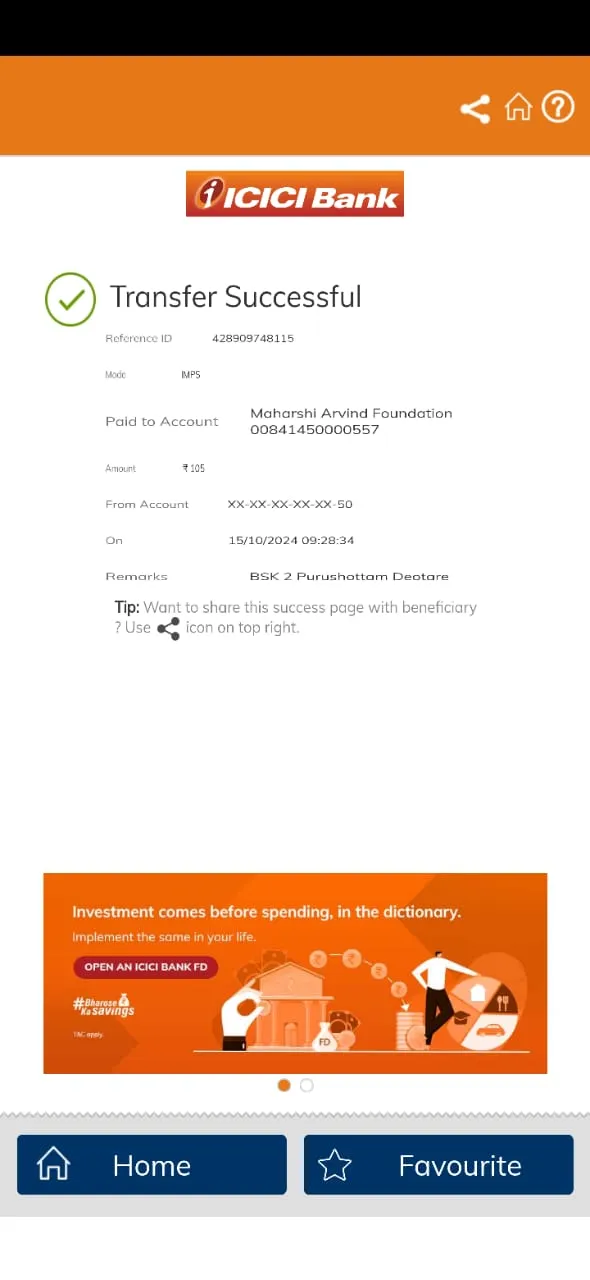 ICICI Bank
Transfer Successful
Reference ID 428909748115
Mode IMPS
Paid to Account Maharshi Arvind Foundation
00841450000557
Amount ₹ 105
From Account XX-XX-XX-XX-XX-50
On 15/10/2024 09:28:34
Remarks BSK 2 Purushottam Deotare
Tip: Want to share this success page with beneficiary
? Use icon on top right.
Investment comes before spending, in the dictionary.
Implement the same in your life.
OPEN AN ICICI BANK FD
#Bharose
Ka Savings
T&C apply.
FD
Home Favourite